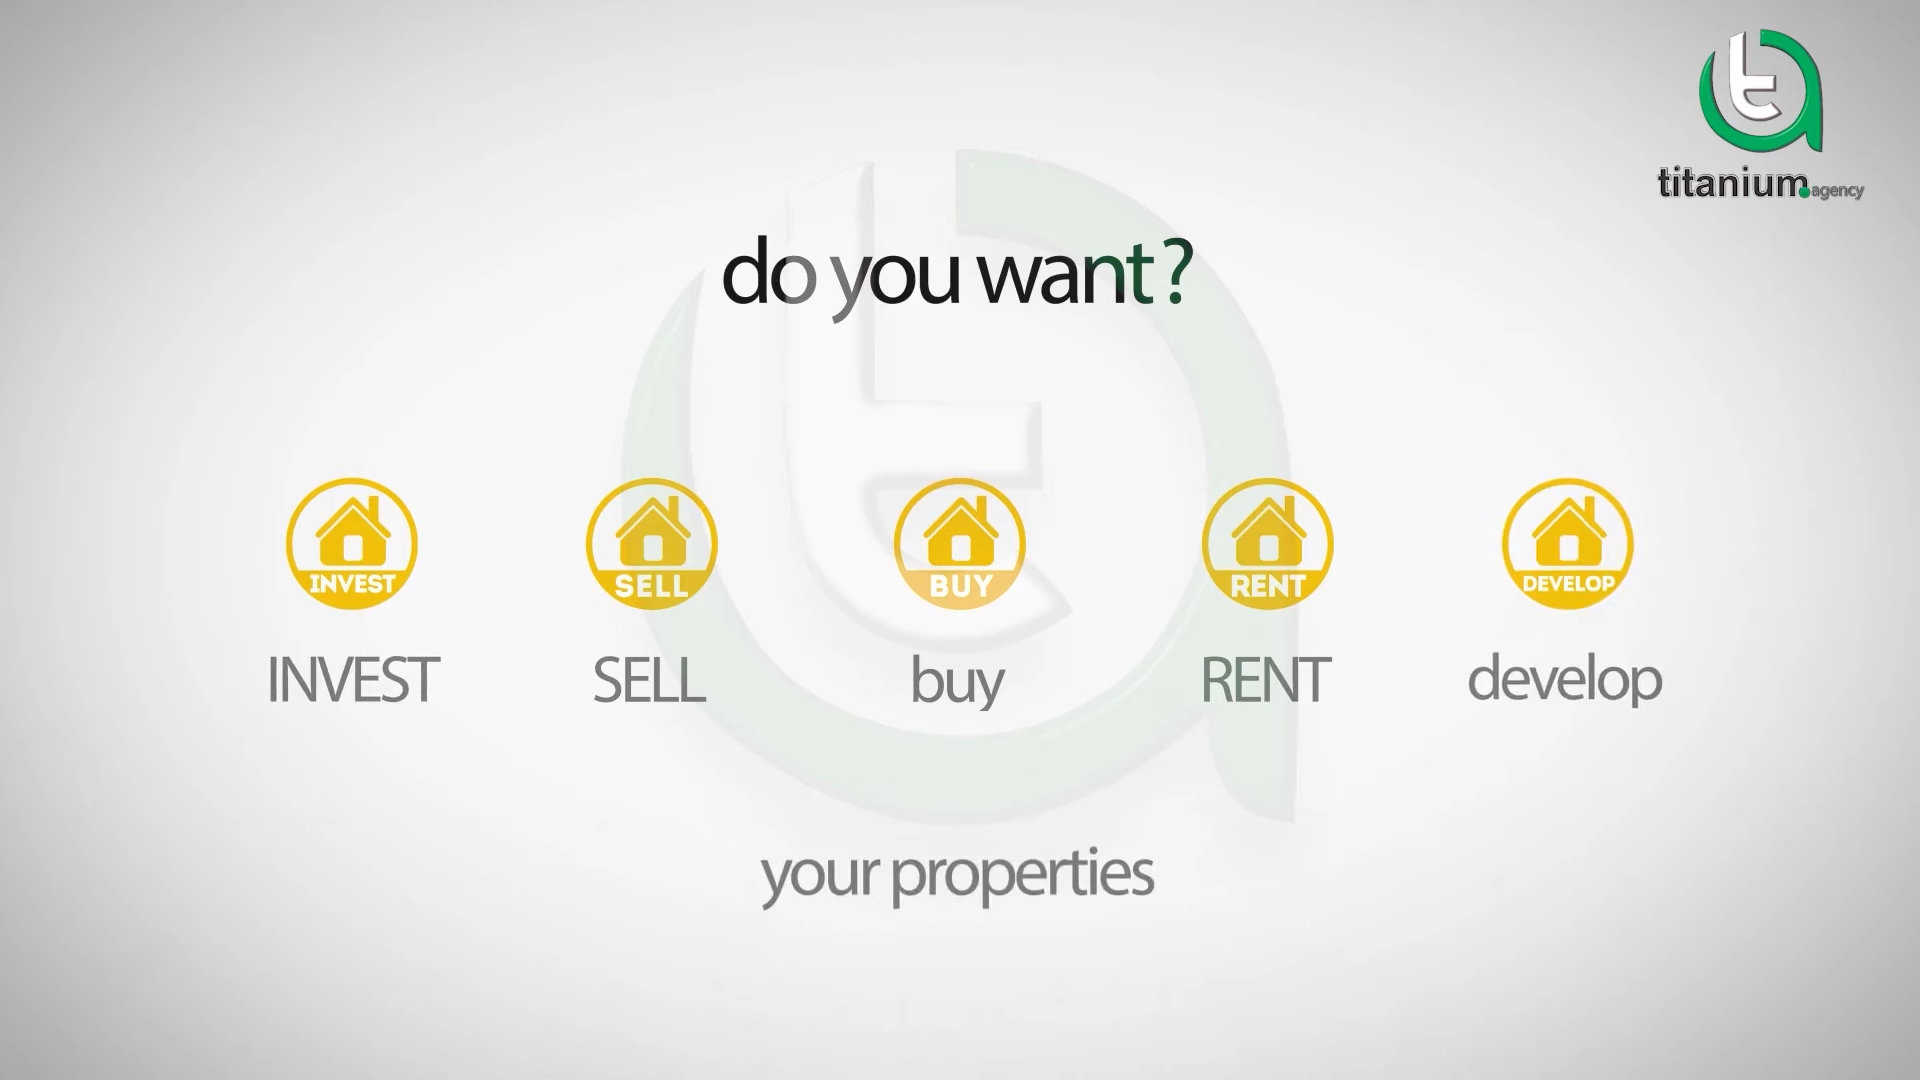 titanium.agency
do you want?
INVEST SELL BUY RENT DEVELOP
INVEST SELL buy RENT develop
your properties